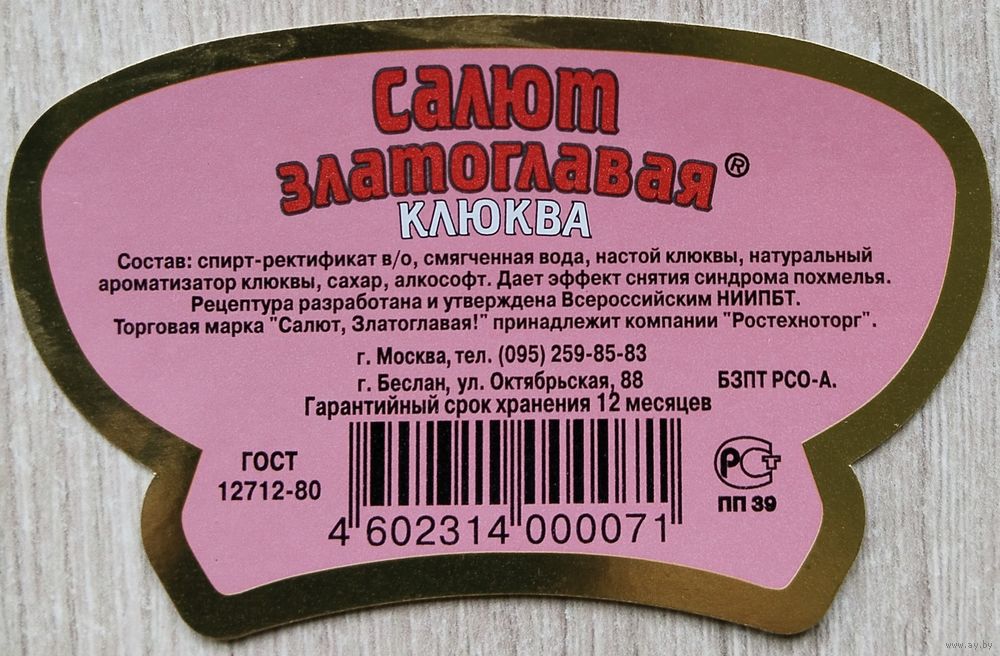 Салют
златоглавая®
КЛЮКВА
Состав: спирт-ректификат в/о, смягченная вода, настой клюквы, натуральный
ароматизатор клюквы, сахар, алкософт. Дает эффект снятия синдрома похмелья.
Рецептура разработана и утверждена Всероссийским НИИПБТ.
Торговая марка "Салют, Златоглавая!" принадлежит компании "Ростехноторг".
г. Москва, тел. (095) 259-85-83
г. Беслан, ул. Октябрьская, 88 БЗПТ РСО-А.
Гарантийный срок хранения 12 месяцев
ГОСТ
12712-80
РСТ
ПП 39
4 602314 000071
www.ay.by